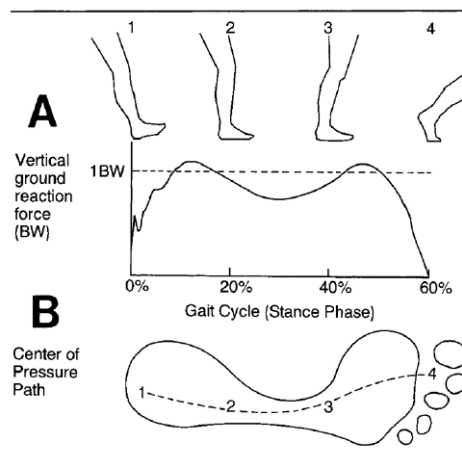 1 2 3 4
A
Vertical
ground
reaction
force
(BW)
1BW
0% 20% 40% 60%
Gait Cycle (Stance Phase)
B
Center of
Pressure
Path
1 2 3 4